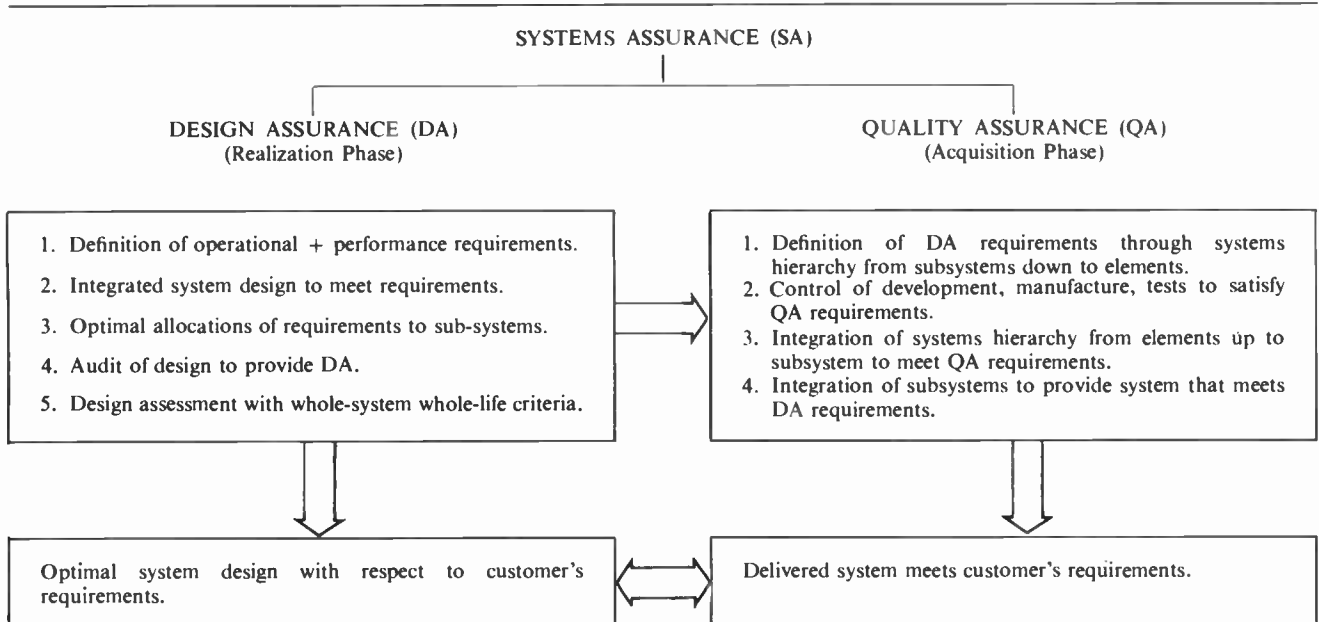 SYSTEMS ASSURANCE (SA)
DESIGN ASSURANCE (DA)
(Realization Phase)
1. Definition of operational + performance requirements.
2. Integrated system design to meet requirements.
3. Optimal allocations of requirements to sub-systems.
4. Audit of design to provide DA.
5. Design assessment with whole-system whole-life criteria.
QUALITY ASSURANCE (QA)
(Acquisition Phase)
1. Definition of DA requirements through systems
hierarchy from subsystems down to elements.
2. Control of development, manufacture, tests to satisfy
QA requirements.
3. Integration of systems hierarchy from elements up to
subsystem to meet QA requirements.
4. Integration of subsystems to provide system that meets
DA requirements.
Optimal system design with respect to customer's
requirements.
Delivered system meets customer's requirements.